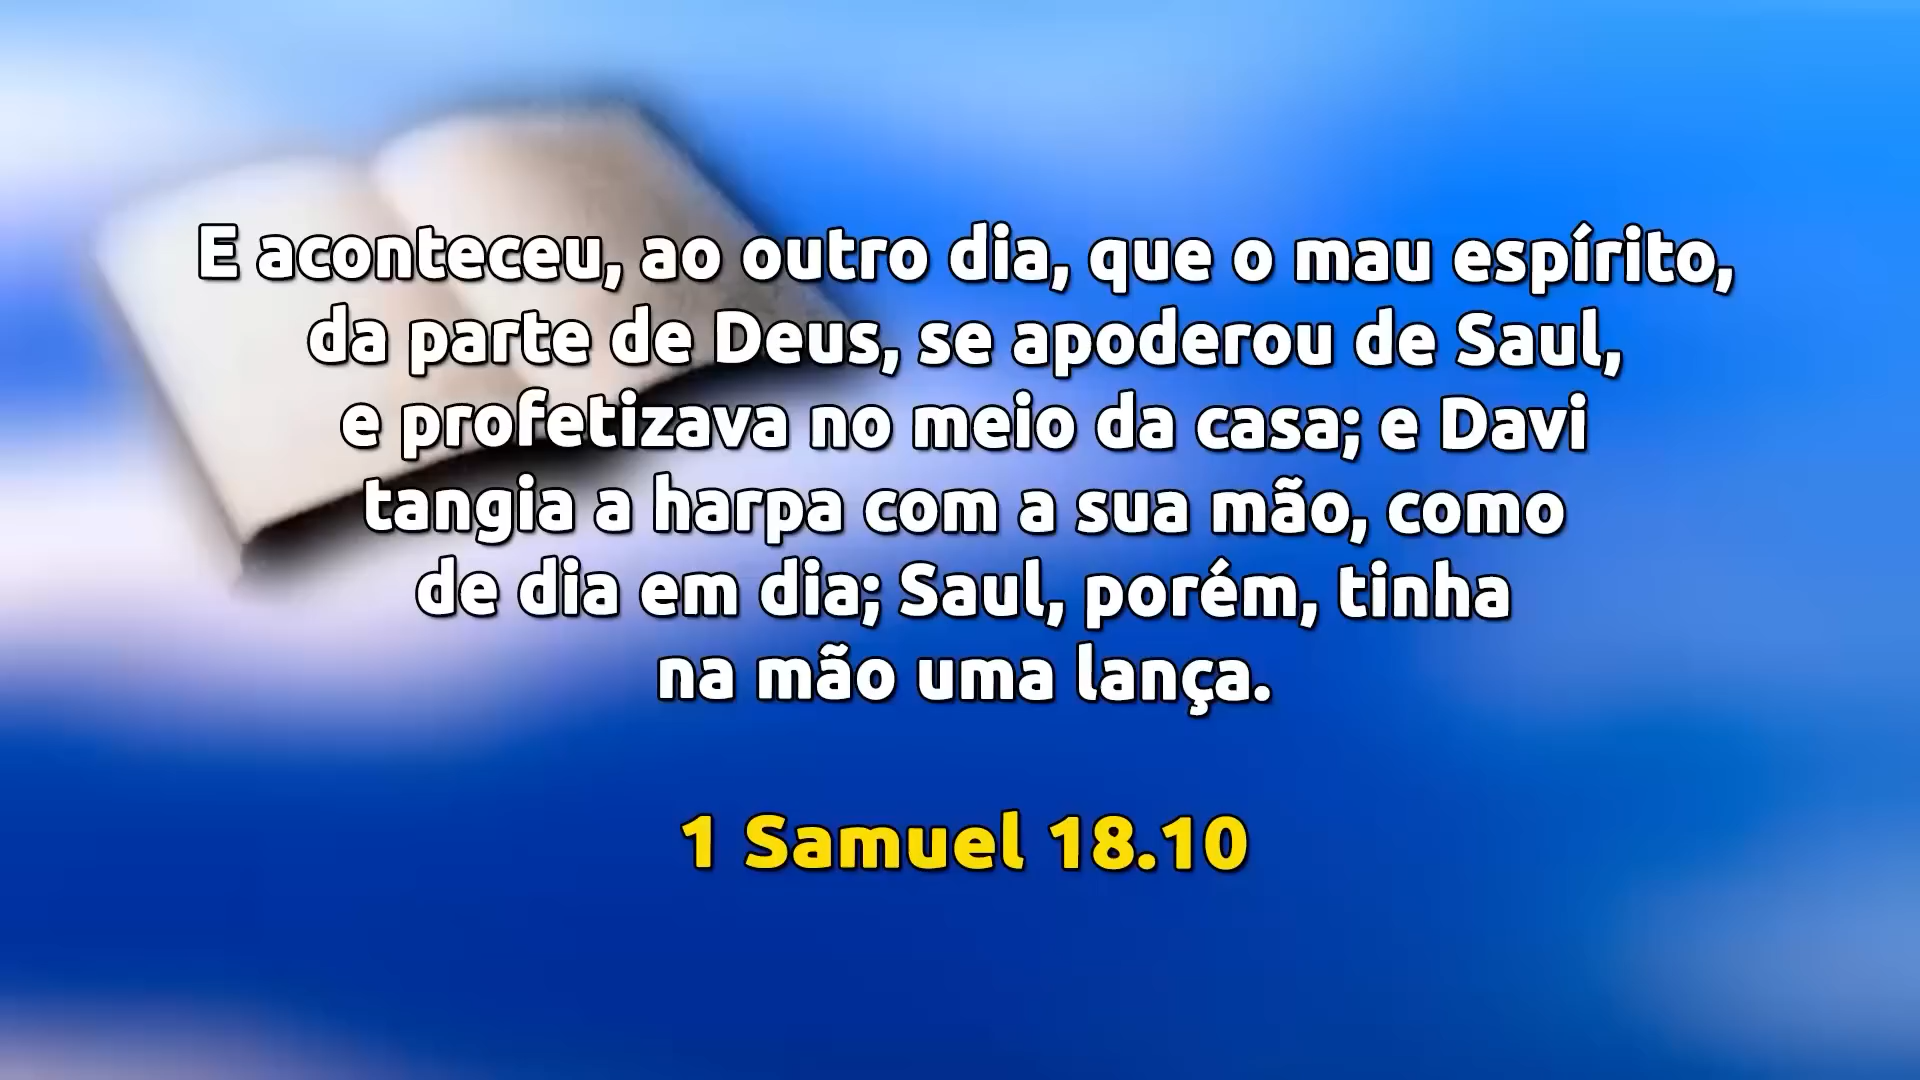 E aconteceu, ao outro dia, que o mau espírito,
da parte de Deus, se apoderou de Saul,
e profetizava no meio da casa; e Davi
tangia a harpa com a sua mão, como
de dia em dia; Saul, porém, tinha
na mão uma lança.
1 Samuel 18.10